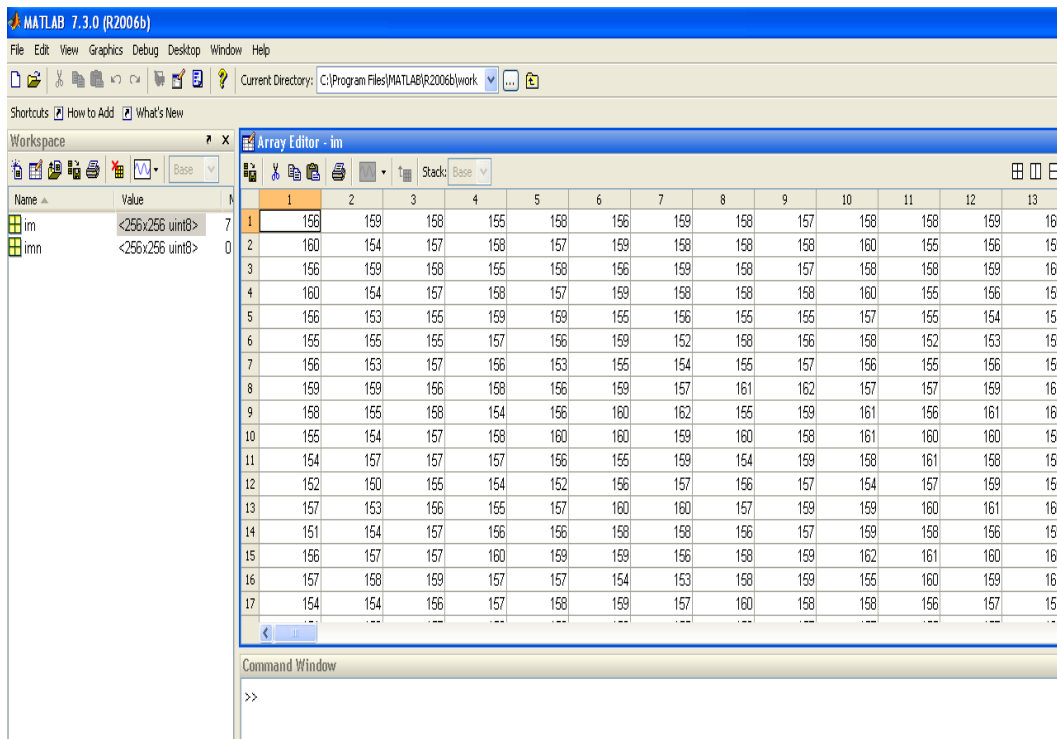 MATLAB 7.3.0 (R2006b)
File Edit View Graphics Debug Desktop Window Help
Current Directory: C:\Program Files\MATLAB\R2006b\work
Shortcuts How to Add What's New
Workspace
Base
Name Value
im <256x256 uint8> 7
imn <256x256 uint8> 0
Array Editor - im
Stack: Base
1 2 3 4 5 6 7 8 9 10 11 12 13
1 156 159 158 155 158 156 159 158 157 158 158 159
2 160 154 157 158 157 159 158 158 158 160 155 156
3 156 159 158 155 158 156 159 158 157 158 158 159
4 160 154 157 158 157 159 158 158 158 160 155 156
5 156 153 155 159 159 155 156 155 155 157 155 154
6 155 155 155 157 156 159 152 158 156 158 152 153
7 156 153 157 156 153 155 154 155 157 156 155 156
8 159 159 156 158 156 159 157 161 162 157 157 159
9 158 155 158 154 156 160 162 155 159 161 156 161
10 155 154 157 158 160 160 159 160 158 161 160 160
11 154 157 157 157 156 155 159 154 159 158 161 158
12 152 150 155 154 152 156 157 156 157 154 157 159
13 157 153 156 155 157 160 160 157 159 159 160 161
14 151 154 157 156 156 158 158 156 157 159 158 156
15 156 157 157 160 159 159 156 158 159 162 161 160
16 157 158 159 157 157 154 153 158 159 155 160 159
17 154 154 156 157 158 159 157 160 158 158 156 157
Command Window
>>